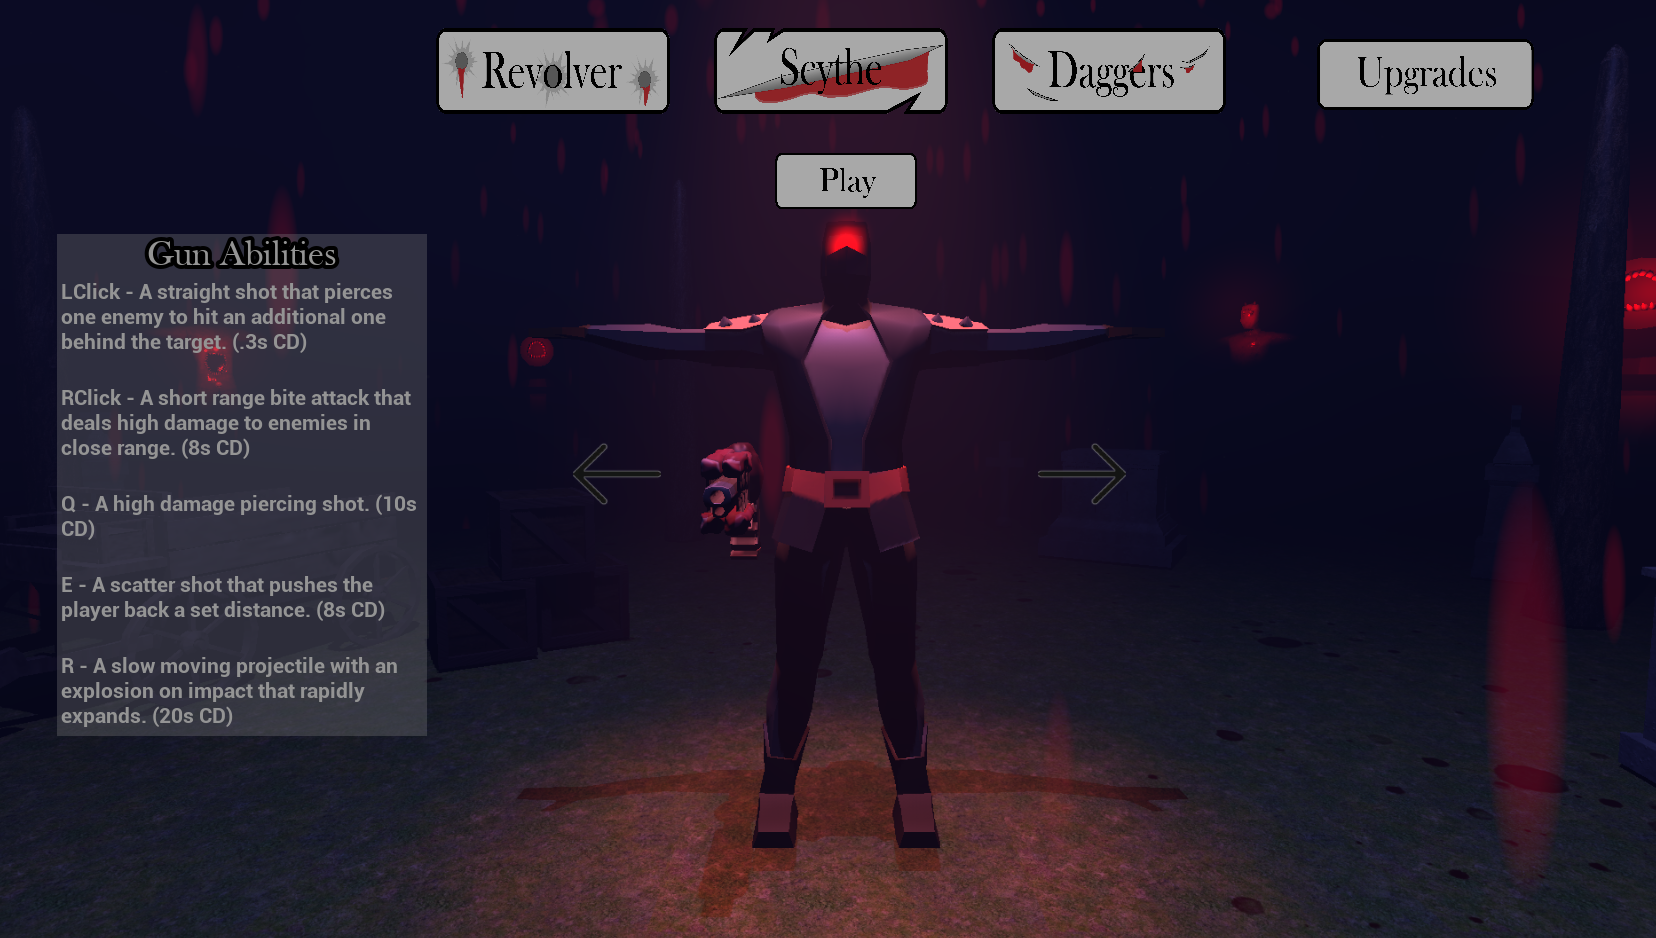 Revolver
Scythe
Daggers
Upgrades
Play
Gun Abilities
LClick - A straight shot that pierces
one enemy to hit an additional one
behind the target. (.3s CD)
RClick - A short range bite attack that
deals high damage to enemies in
close range. (8s CD)
Q - A high damage piercing shot. (10s
CD)
E - A scatter shot that pushes the
player back a set distance. (8s CD)
R - A slow moving projectile with an
explosion on impact that rapidly
expands. (20s CD)